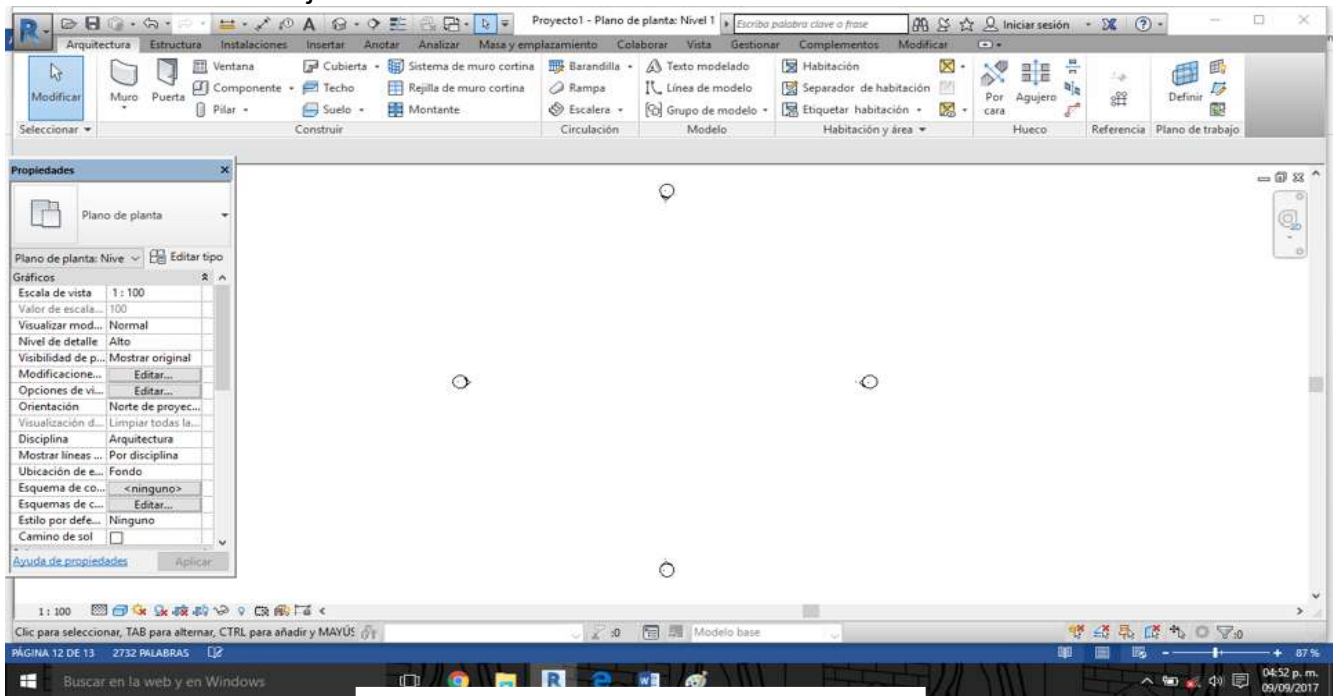 Proyecto1 - Plano de planta: Nivel 1
Escriba palabra clave o frase
Iniciar sesión
Arquitectura Estructura Instalaciones Insertar Anotar Analizar Masa y emplazamiento Colaborar Vista Gestionar Complementos Modificar
Modificar
Muro
Puerta
Ventana
Componente
Pilar
Cubierta
Techo
Suelo
Sistema de muro cortina
Rejilla de muro cortina
Montante
Barandilla
Rampa
Escalera
Texto modelado
Línea de modelo
Grupo de modelo
Habitación
Separador de habitación
Etiquetar habitación
Por cara
Agujero
Definir
Seleccionar Construir Circulación Modelo Habitación y área Hueco Referencia Plano de trabajo
Propiedades
Plano de planta
Plano de planta: Nive Editar tipo
Gráficos
Escala de vista 1 : 100
Valor de escala... 100
Visualizar mod... Normal
Nivel de detalle Alto
Visibilidad de p... Mostrar original
Modificacione... Editar...
Opciones de vi... Editar...
Orientación Norte de proyec...
Visualización d... Limpiar todas la...
Disciplina Arquitectura
Mostrar líneas ... Por disciplina
Ubicación de e... Fondo
Esquema de co... <ninguno>
Esquemas de c... Editar...
Estilo por defe... Ninguno
Camino de sol
Ayuda de propiedades Aplicar
1 : 100
Clic para seleccionar, TAB para alternar, CTRL para añadir y MAYÚS :0 Modelo base :0
PÁGINA 12 DE 13 2732 PALABRAS 87 %
Buscar en la web y en Windows
04:52 p. m.
09/09/2017